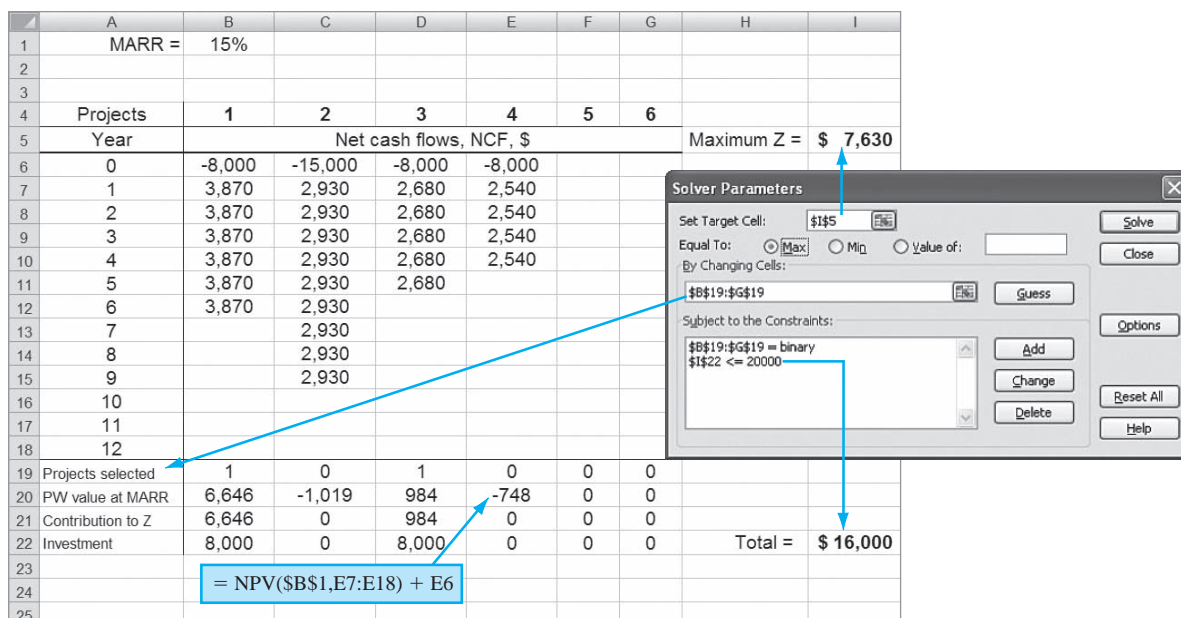 A B C D E F G H I
1 MARR = 15%
2
3
4 Projects 1 2 3 4 5 6
5 Year Net cash flows, NCF, $ Maximum Z = $ 7,630
6 0 -8,000 -15,000 -8,000 -8,000
7 1 3,870 2,930 2,680 2,540
8 2 3,870 2,930 2,680 2,540
9 3 3,870 2,930 2,680 2,540
10 4 3,870 2,930 2,680 2,540
11 5 3,870 2,930 2,680
12 6 3,870 2,930
13 7 2,930
14 8 2,930
15 9 2,930
16 10
17 11
18 12
19 Projects selected 1 0 1 0 0 0
20 PW value at MARR 6,646 -1,019 984 -748 0 0
21 Contribution to Z 6,646 0 984 0 0 0
22 Investment 8,000 0 8,000 0 0 0 Total = $ 16,000
23
24
25
= NPV($B$1,E7:E18) + E6
Solver Parameters
Set Target Cell: $I$5 Solve
Equal To: Max Min Value of: Close
By Changing Cells:
$B$19:$G$19 Guess
Subject to the Constraints: Options
$B$19:$G$19 = binary Add
$I$22 <= 20000
Change
Reset All
Delete
Help